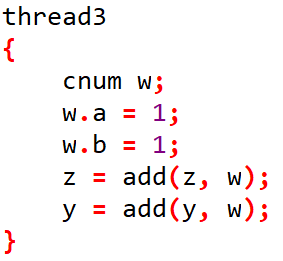 thread3
{
    cnum w;
    w.a = 1;
    w.b = 1;
    z = add(z, w);
    y = add(y, w);
}